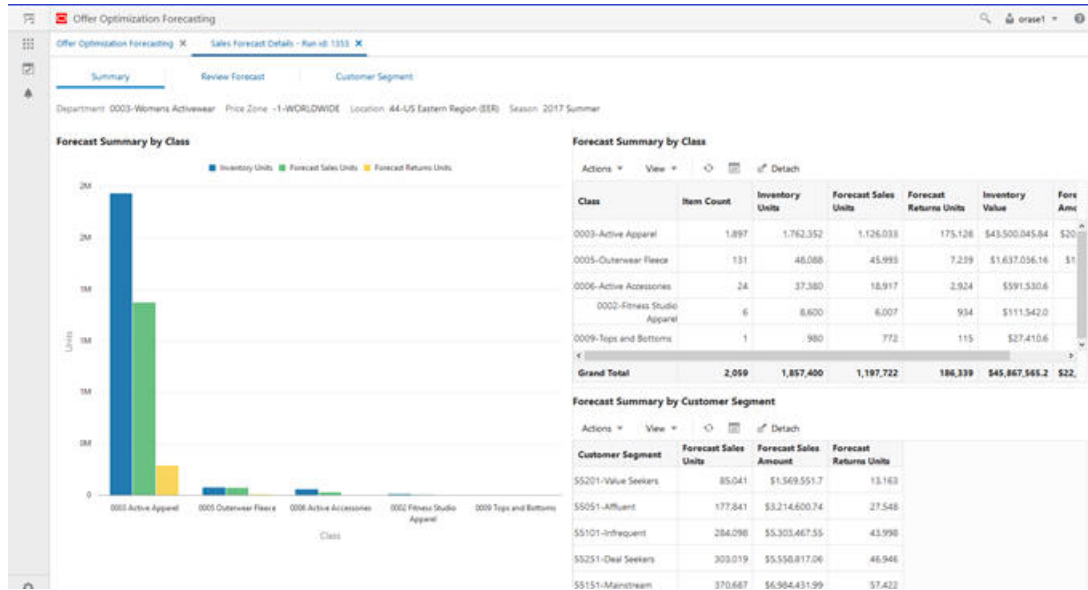 Offer Optimization Forecasting
orase1
Offer Optimization Forecasting
Sales Forecast Details - Run id: 1353
Summary Review Forecast Customer Segment
Department 0003-Womens Activewear Price Zone -1-WORLDWIDE Location 44-US Eastern Region (EER) Season 2017 Summer
Forecast Summary by Class
Inventory Units Forecast Sales Units Forecast Returns Units
2M
2M
1M
1M
1M
0M
0
Units
0003 Active Apparel 0005 Outerwear Fleece 0006 Active Accessories 0002 Fitness Studio Apparel 0009 Tops and Bottoms
Class
Forecast Summary by Class
Actions View Detach
Class Item Count Inventory Units Forecast Sales Units Forecast Returns Units Inventory Value Fore Amc
0003-Active Apparel 1,897 1,762,352 1,126,033 175,128 $43,500,045.84 $20
0005-Outerwear Fleece 131 48,088 45,993 7,239 $1,637,036.16 $1
0006-Active Accessories 24 37,380 18,917 2,924 $591,530.6
0002-Fitness Studio Apparel 6 8,600 6,007 934 $111,542.0
0009-Tops and Bottoms 1 980 772 115 $27,410.6
Grand Total 2,059 1,857,400 1,197,722 186,339 $45,867,565.2 $22,
Forecast Summary by Customer Segment
Actions View Detach
Customer Segment Forecast Sales Units Forecast Sales Amount Forecast Returns Units
55201-Value Seekers 85,041 $1,569,551.7 13,163
55051-Affluent 177,841 $3,214,600.74 27,548
55101-Infrequent 284,098 $5,303,467.55 43,998
55251-Deal Seekers 303,019 $5,558,817.06 46,946
55151-Mainstream 370,687 $6,984,431.99 57,422